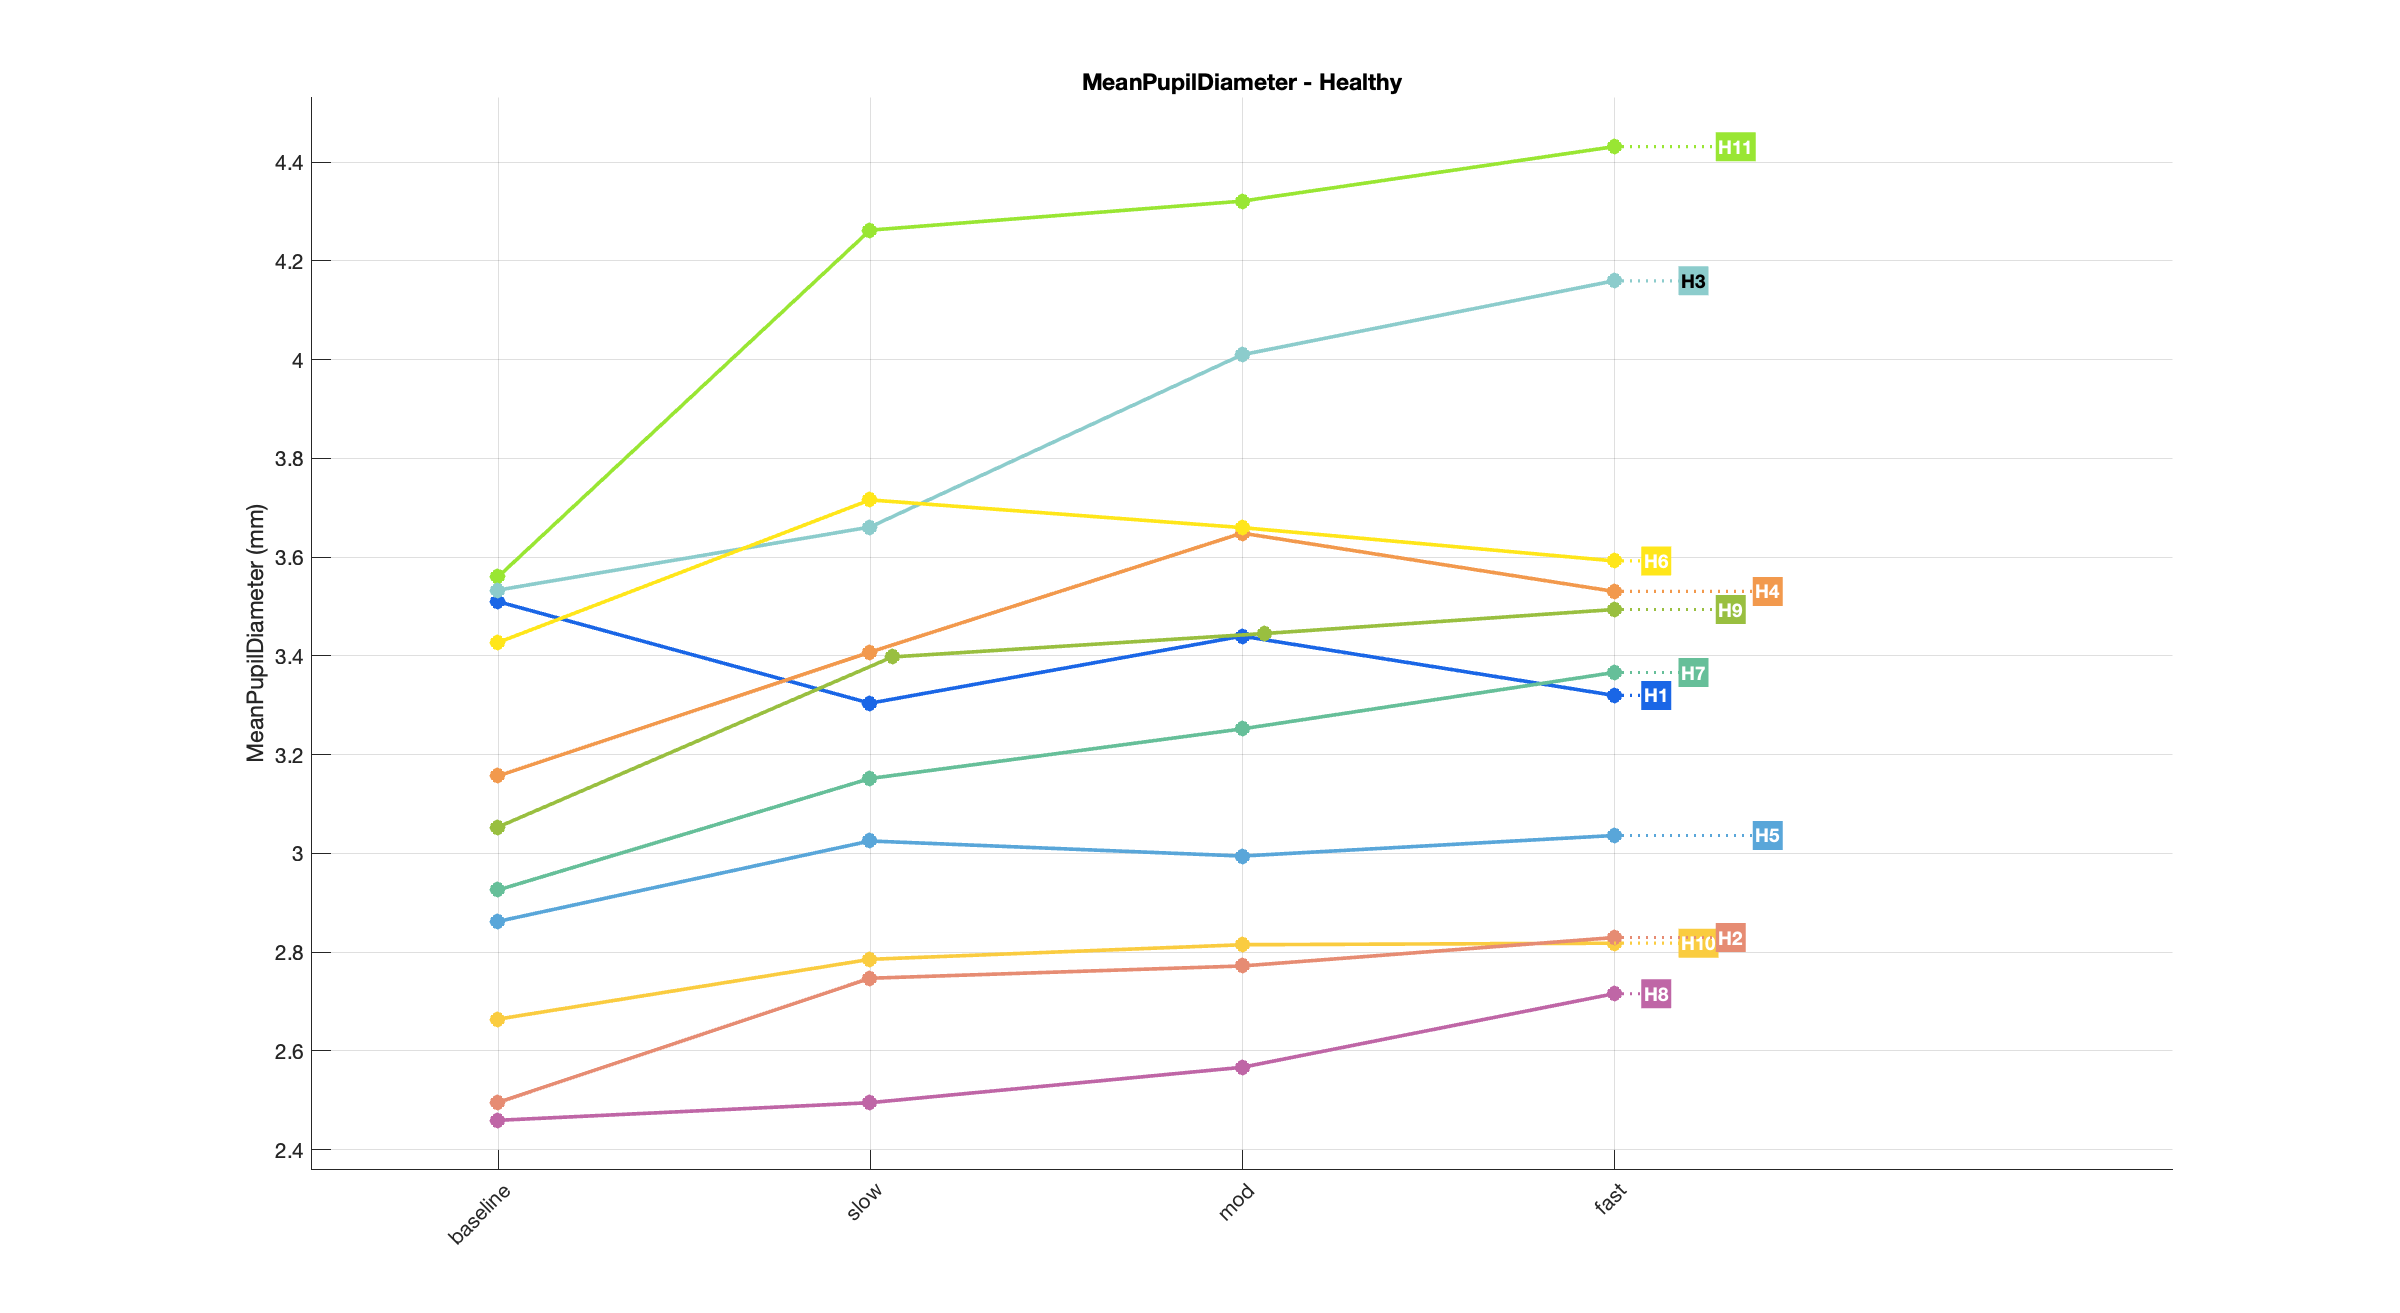 MeanPupilDiameter - Healthy
MeanPupilDiameter (mm)
4.4
4.2
4
3.8
3.6
3.4
3.2
3
2.8
2.6
2.4
H11
H3
H6
H4
H9
H7
H1
H5
H2
H10
H8
baseline
slow
mod
fast